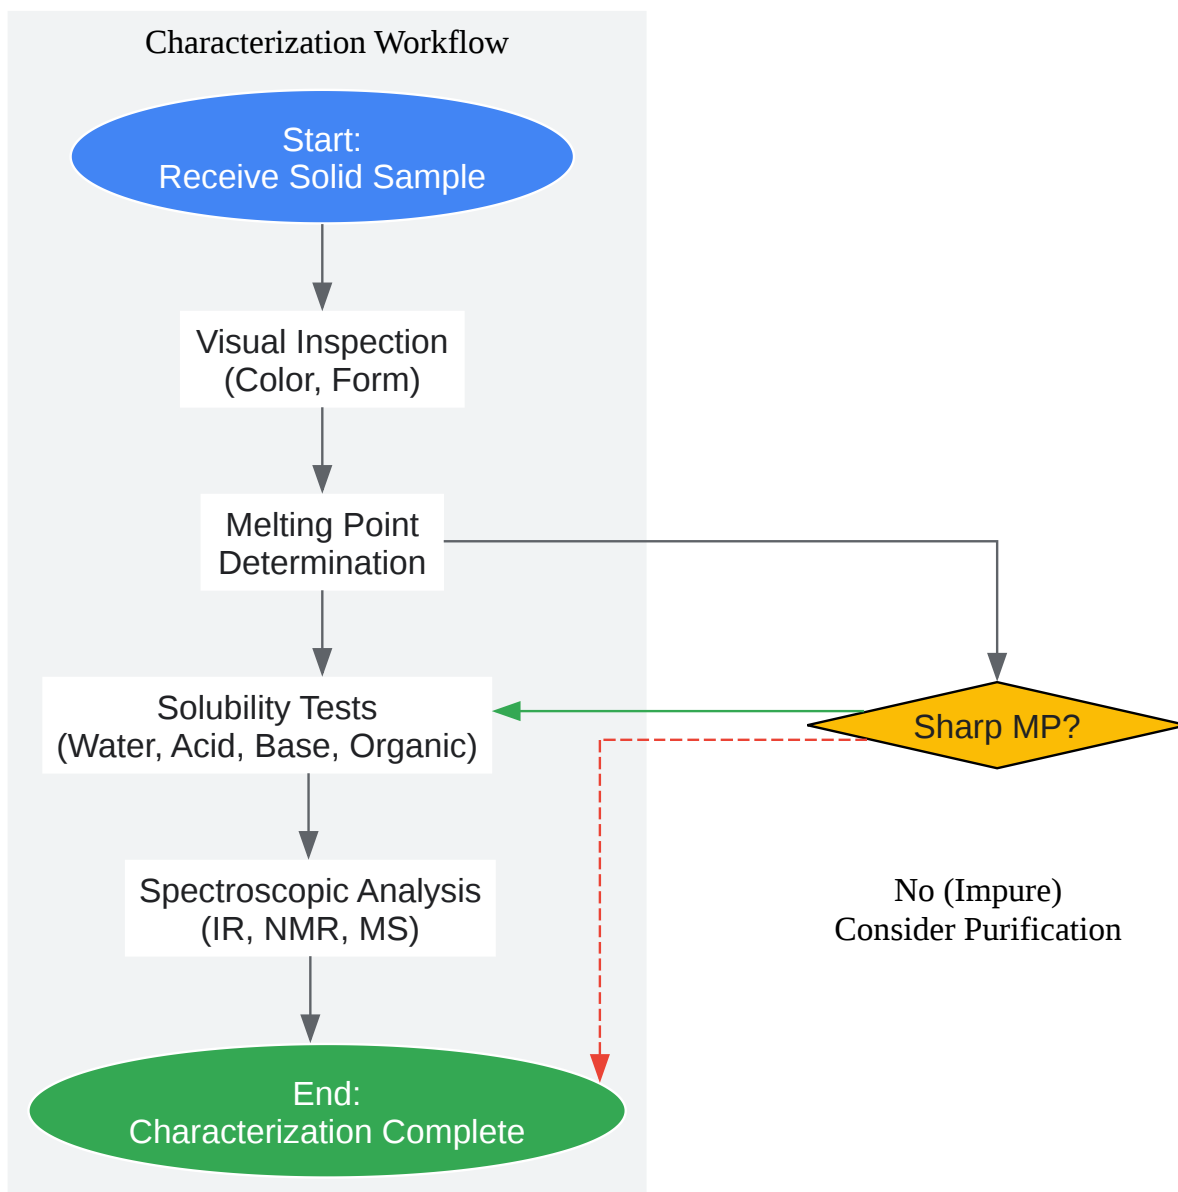 Characterization Workflow
Start:
Receive Solid Sample
Visual Inspection
(Color, Form)
Melting Point
Determination
Solubility Tests
(Water, Acid, Base, Organic)
Sharp MP?
Spectroscopic Analysis
(IR, NMR, MS)
No (Impure)
Consider Purification
End:
Characterization Complete